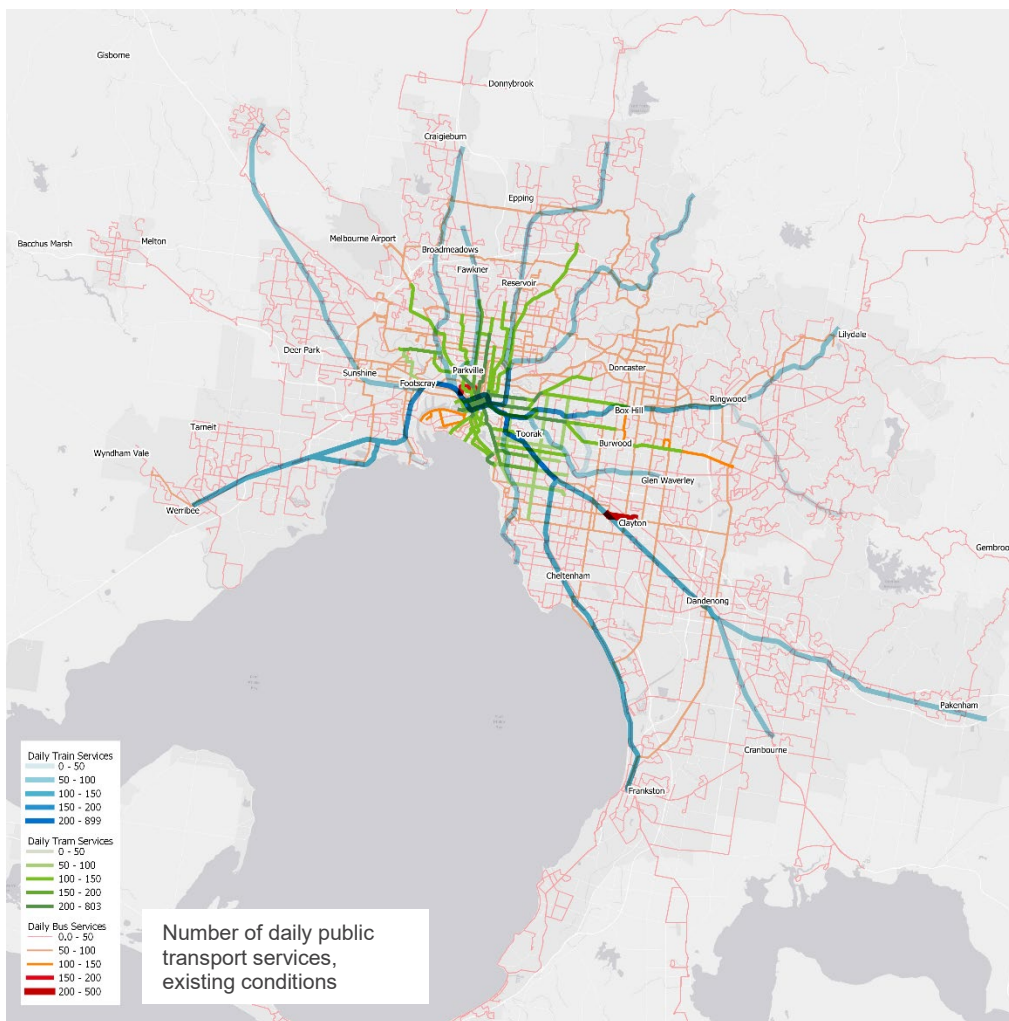 Gisborne
Donnybrook
Craigieburn
Epping
Melbourne Airport
Bacchus Marsh
Melton
Broadmeadows
Fawkner
Reservoir
Lilydale
Deer Park
Sunshine
Parkville
Doncaster
Footscray
Ringwood
Box Hill
Tarneit
Toorak
Burwood
Wyndham Vale
Glen Waverley
Werribee
Clayton
Gembroo
Cheltenham
Dandenong
Pakenham
Cranbourne
Frankston
Daily Train Services
0 - 50
50 - 100
100 - 150
150 - 200
200 - 899
Daily Tram Services
0 - 50
50 - 100
100 - 150
150 - 200
200 - 803
Daily Bus Services
0.0 - 50
50 - 100
100 - 150
150 - 200
200 - 500
Number of daily public
transport services,
existing conditions